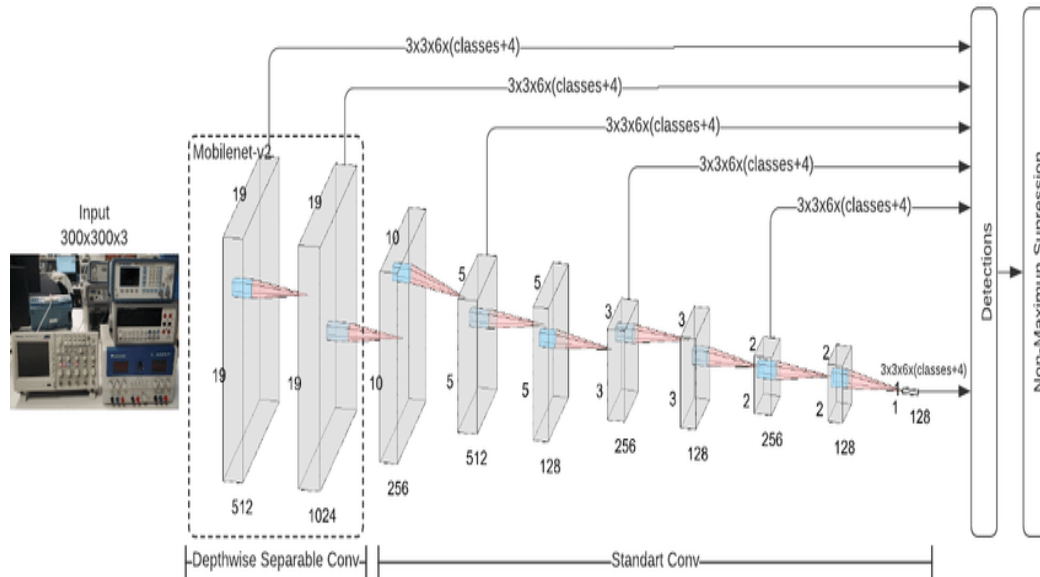 3x3x6x(classes+4)
3x3x6x(classes+4)
3x3x6x(classes+4)
3x3x6x(classes+4)
3x3x6x(classes+4)
Mobilenet-v2
Input
300x300x3
19
19
10
5
5
3
3
2
2
3x3x6x(classes+4)
1
19
19
10
5
5
3
3
2
2
1
512
1024
256
512
128
256
128
256
128
128
Detections
Non-Maximun Supression
Depthwise Separable Conv
Standart Conv